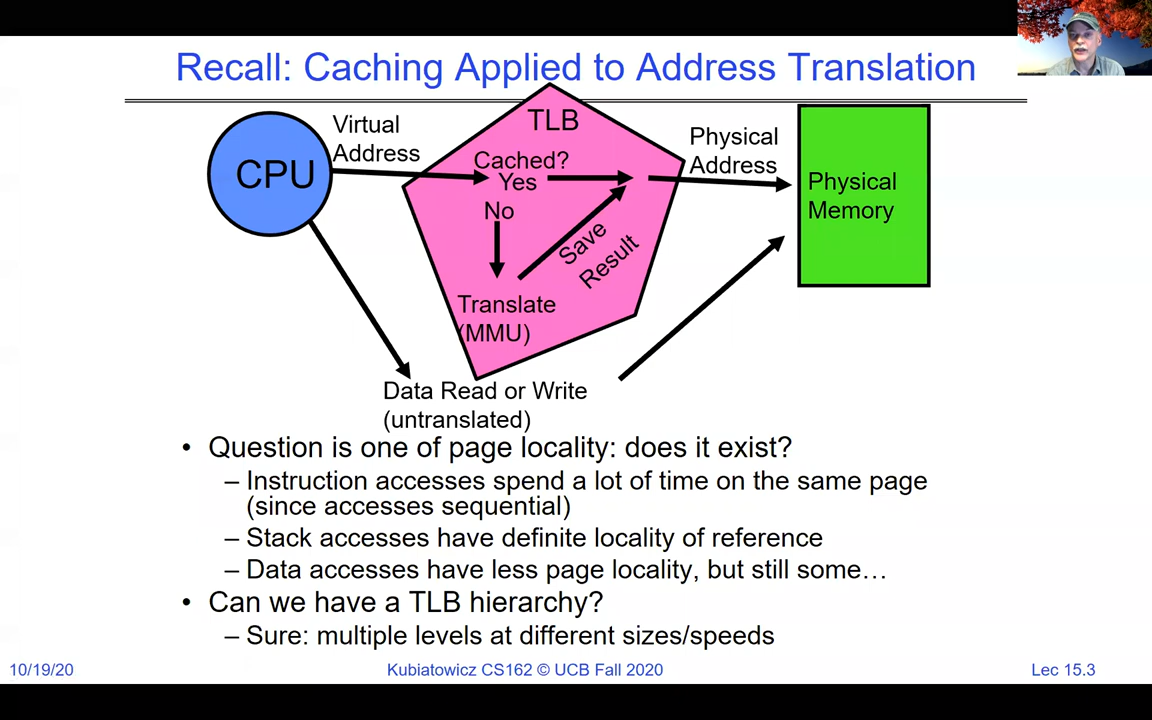 Recall: Caching Applied to Address Translation
CPU
Virtual
Address
TLB
Cached?
Yes
No
Save
Result
Translate
(MMU)
Physical
Address
Physical
Memory
Data Read or Write
(untranslated)
• Question is one of page locality: does it exist?
– Instruction accesses spend a lot of time on the same page
(since accesses sequential)
– Stack accesses have definite locality of reference
– Data accesses have less page locality, but still some…
• Can we have a TLB hierarchy?
– Sure: multiple levels at different sizes/speeds
10/19/20
Kubiatowicz CS162 © UCB Fall 2020
Lec 15.3